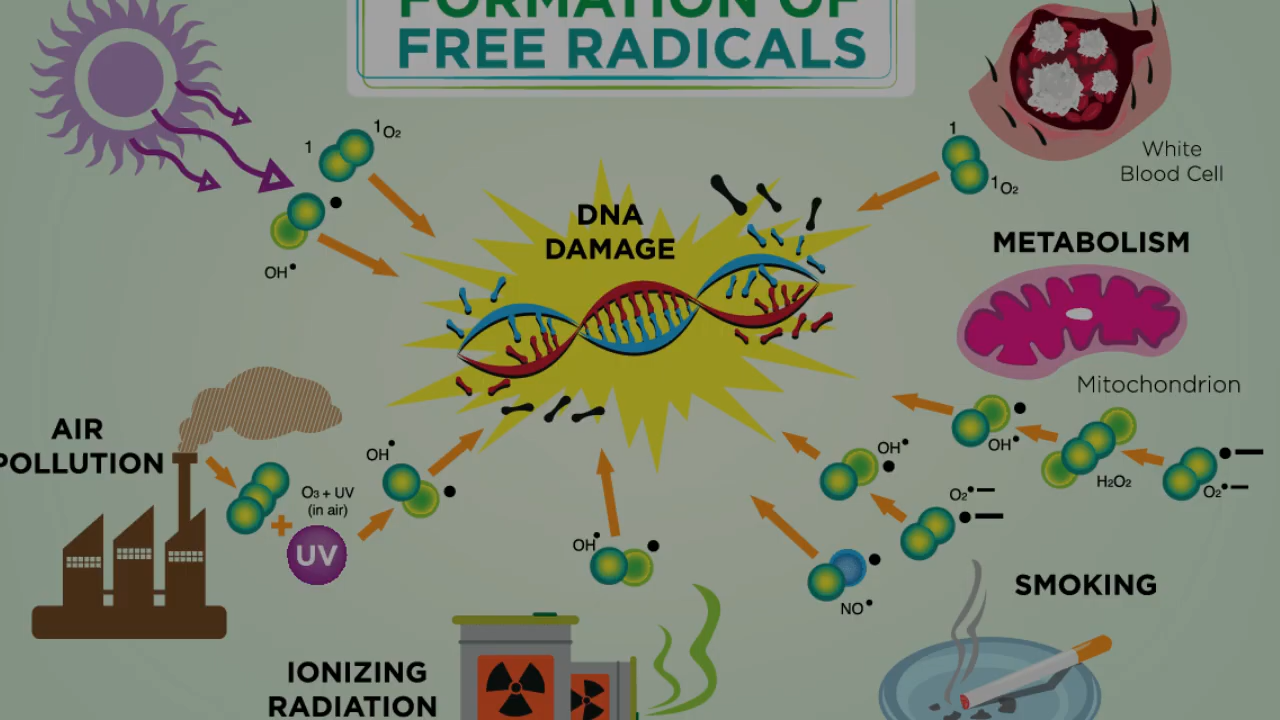 FORMATION OF
FREE RADICALS
1
1O2
OH•
DNA
DAMAGE
1
1O2
White
Blood Cell
METABOLISM
Mitochondrion
AIR
POLLUTION
O3 + UV
(in air)
UV
OH•
OH•
OH•
NO•
O2•−
OH•
H2O2
O2•−
SMOKING
IONIZING
RADIATION